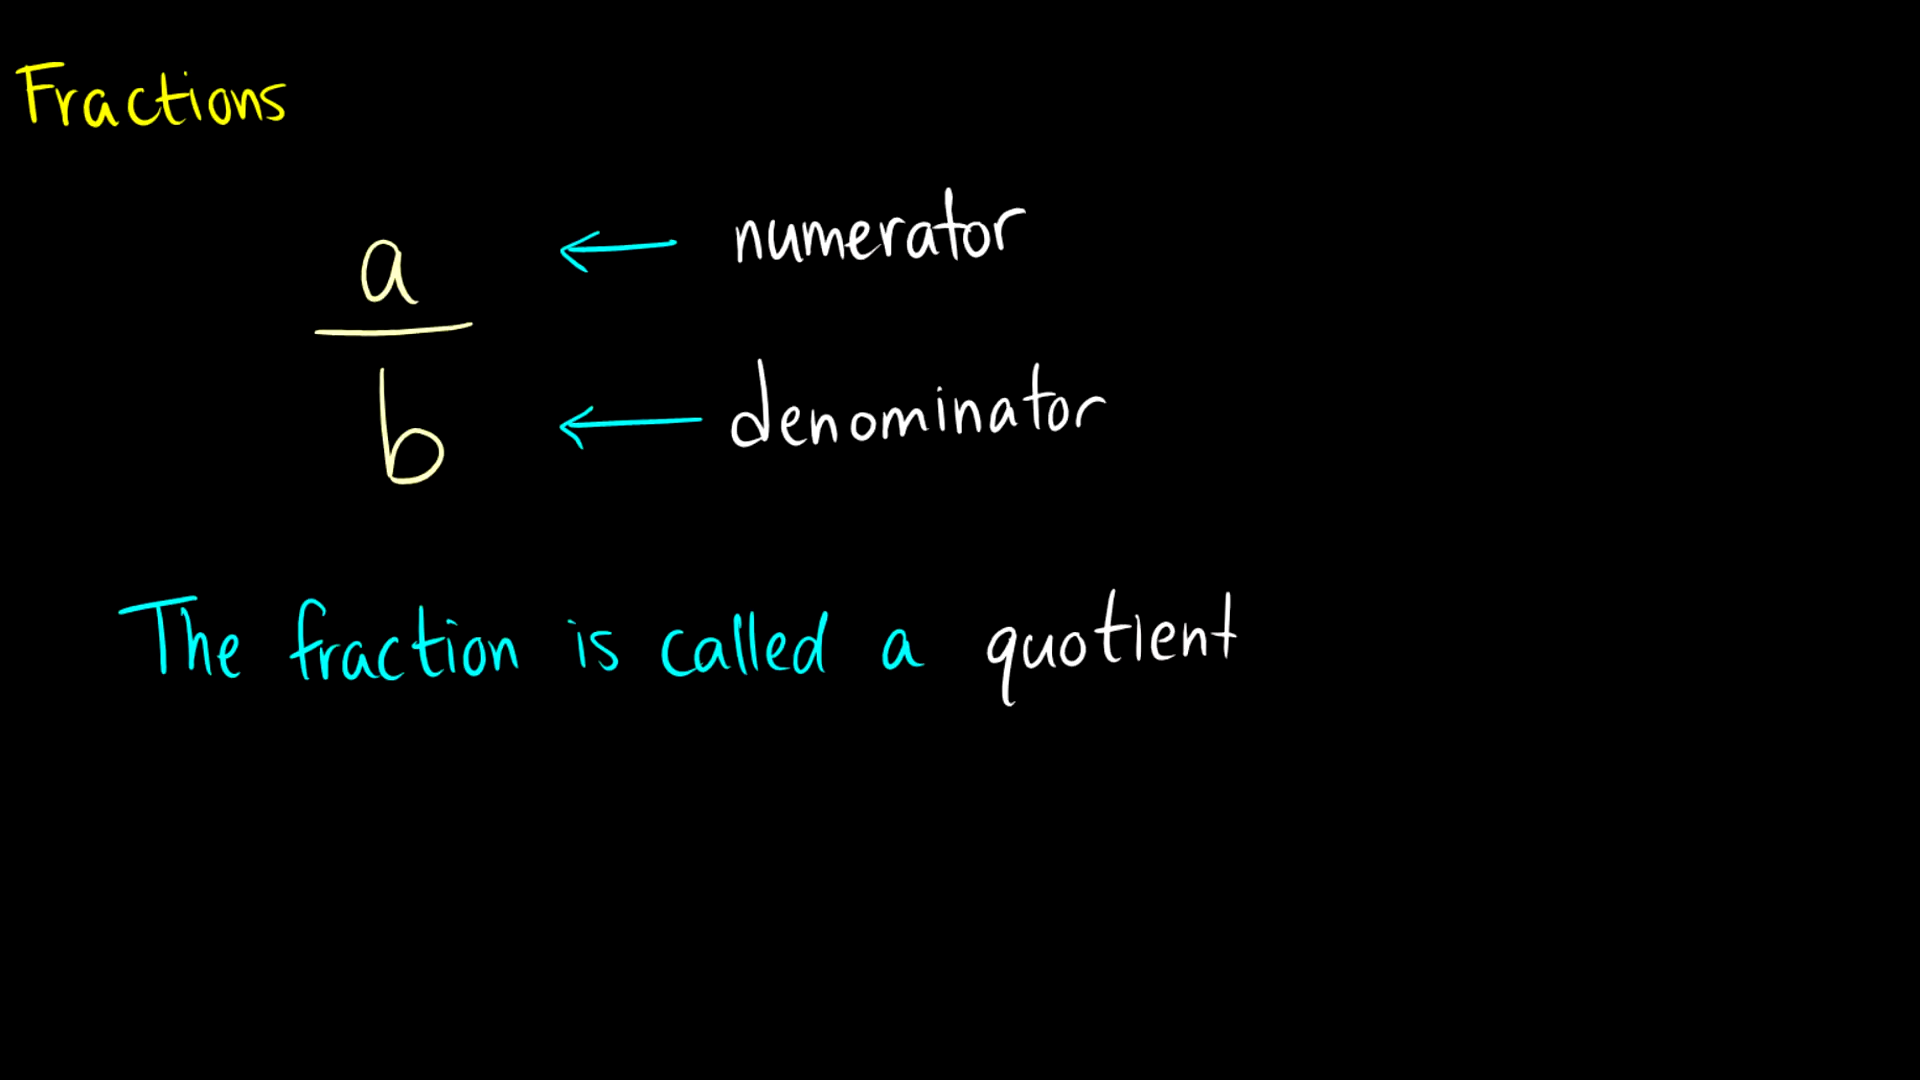 Fractions
a ← numerator
b ← denominator
The fraction is called a quotient